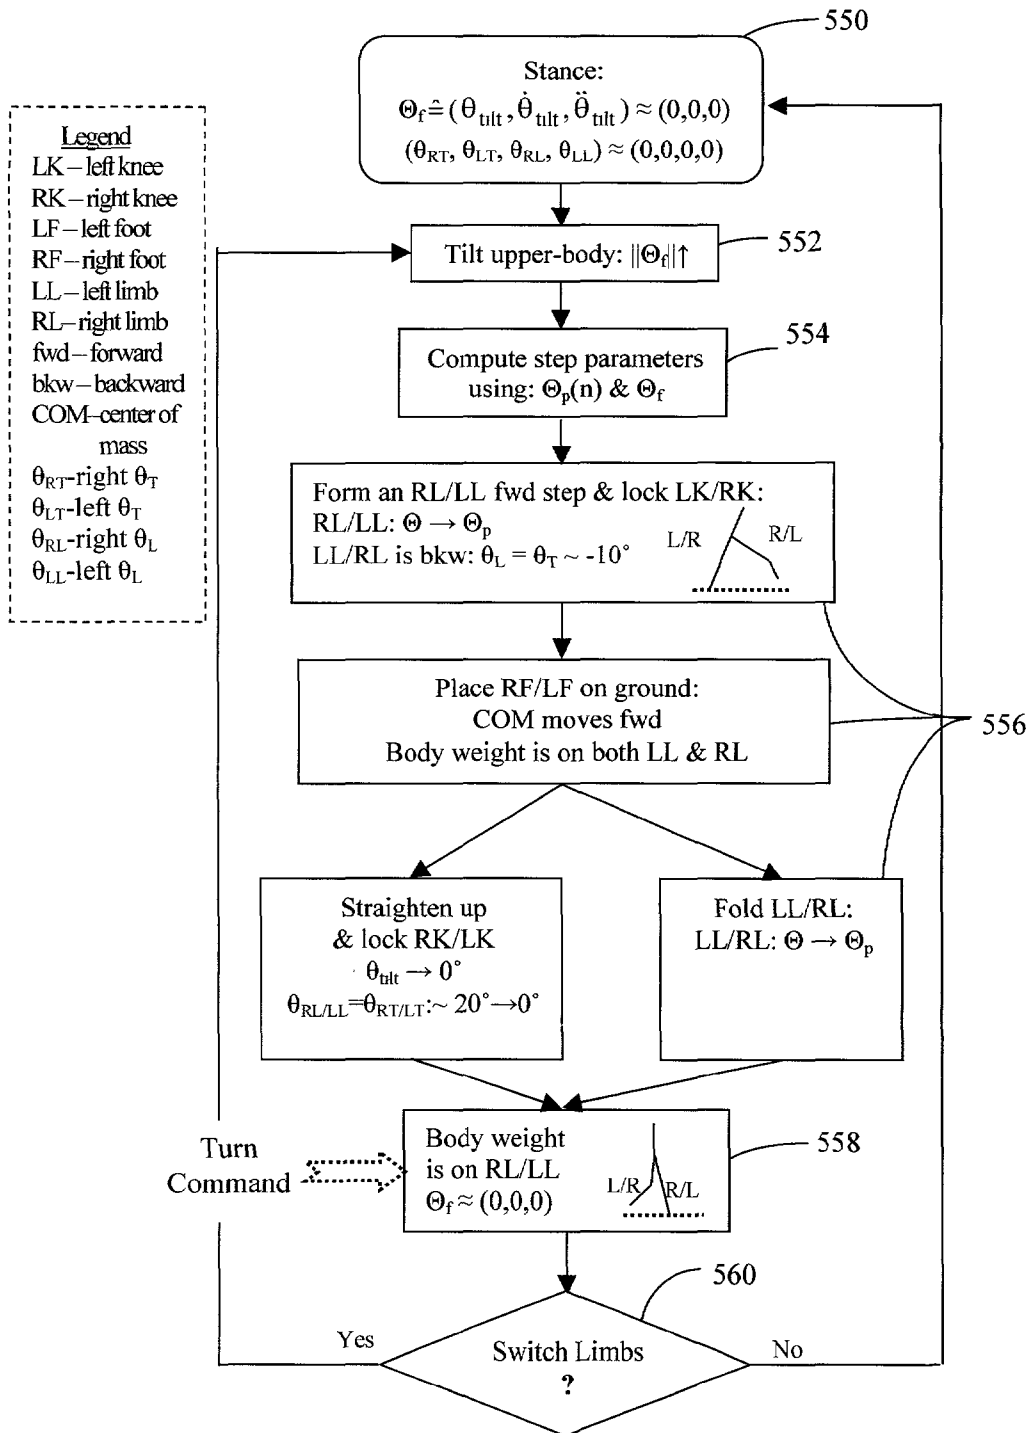 550
Stance:
Θf ≙ (θtilt, θ̇tilt, θ̈tilt) ≈ (0,0,0)
(θRT, θLT, θRL, θLL) ≈ (0,0,0,0)
Legend
LK – left knee
RK – right knee
LF – left foot
RF – right foot
LL – left limb
RL – right limb
fwd – forward
bkw – backward
COM – center of
mass
θRT-right θT
θLT-left θT
θRL-right θL
θLL-left θL
552
Tilt upper-body: ||Θf||↑
554
Compute step parameters
using: Θp(n) & Θf
Form an RL/LL fwd step & lock LK/RK:
RL/LL: Θ → Θp
LL/RL is bkw: θL = θT ~ -10°
L/R
R/L
Place RF/LF on ground:
COM moves fwd
Body weight is on both LL & RL
556
Straighten up
& lock RK/LK
θtilt → 0°
θRL/LL=θRT/LT:~ 20°→0°
Fold LL/RL:
LL/RL: Θ → Θp
Turn
Command
Body weight
is on RL/LL
Θf ≈ (0,0,0)
L/R
R/L
558
560
Switch Limbs
?
Yes
No